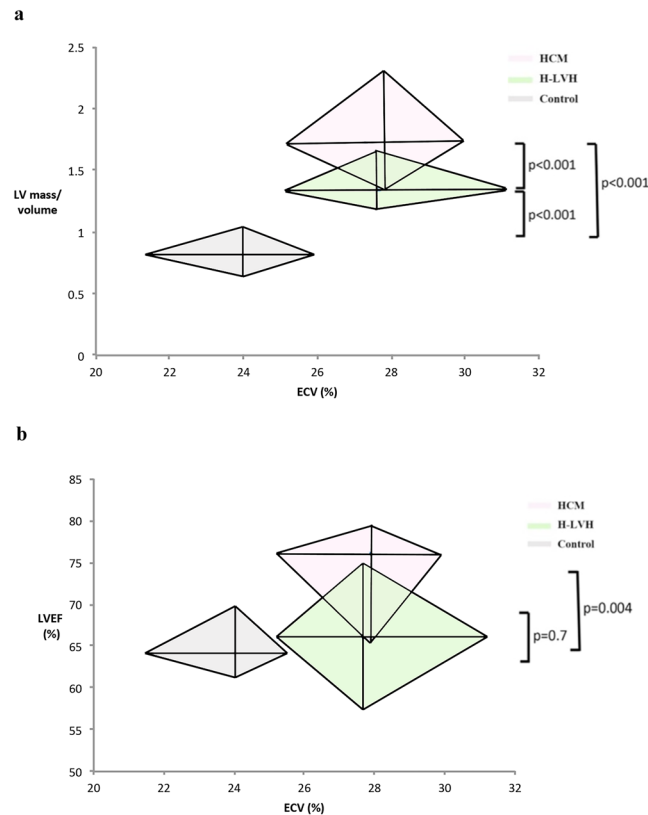 a
2.5
2
1.5
1
0.5
0
LV mass/
volume
20 22 24 26 28 30 32
ECV (%)
HCM
H-LVH
Control
p<0.001
p<0.001
p<0.001
b
85
80
75
70
65
60
55
50
LVEF
(%)
20 22 24 26 28 30 32
ECV (%)
HCM
H-LVH
Control
p=0.004
p=0.7